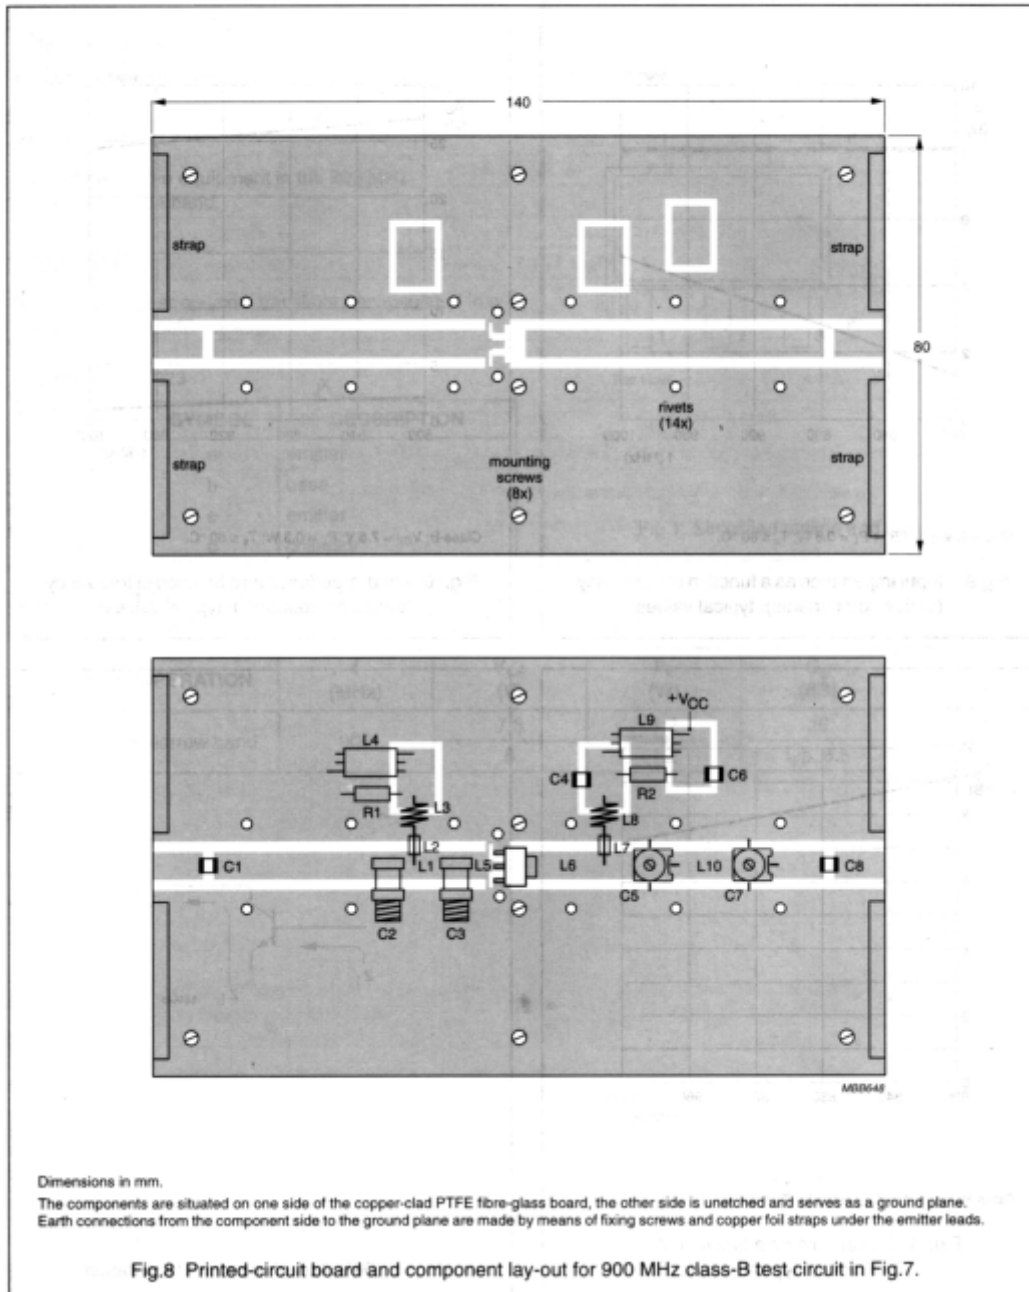 140
strap
strap
80
rivets
(14x)
strap
mounting
screws
(8x)
strap
+VCC
L9
L4
C4
C6
R2
R1
L3
L8
L2
L7
C1
L1
L5
L6
L10
C8
C5
C7
C2
C3
MBB648
Dimensions in mm.
The components are situated on one side of the copper-clad PTFE fibre-glass board, the other side is unetched and serves as a ground plane.
Earth connections from the component side to the ground plane are made by means of fixing screws and copper foil straps under the emitter leads.
Fig.8 Printed-circuit board and component lay-out for 900 MHz class-B test circuit in Fig.7.